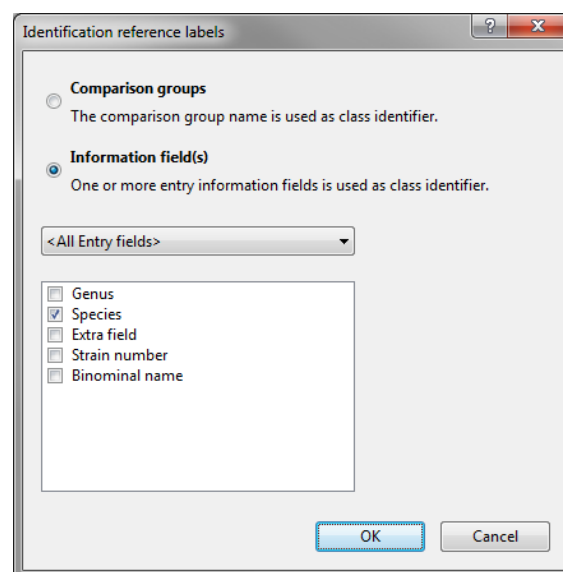 Identification reference labels
?
X
Comparison groups
The comparison group name is used as class identifier.
Information field(s)
One or more entry information fields is used as class identifier.
<All Entry fields>
Genus
Species
Extra field
Strain number
Binominal name
OK
Cancel